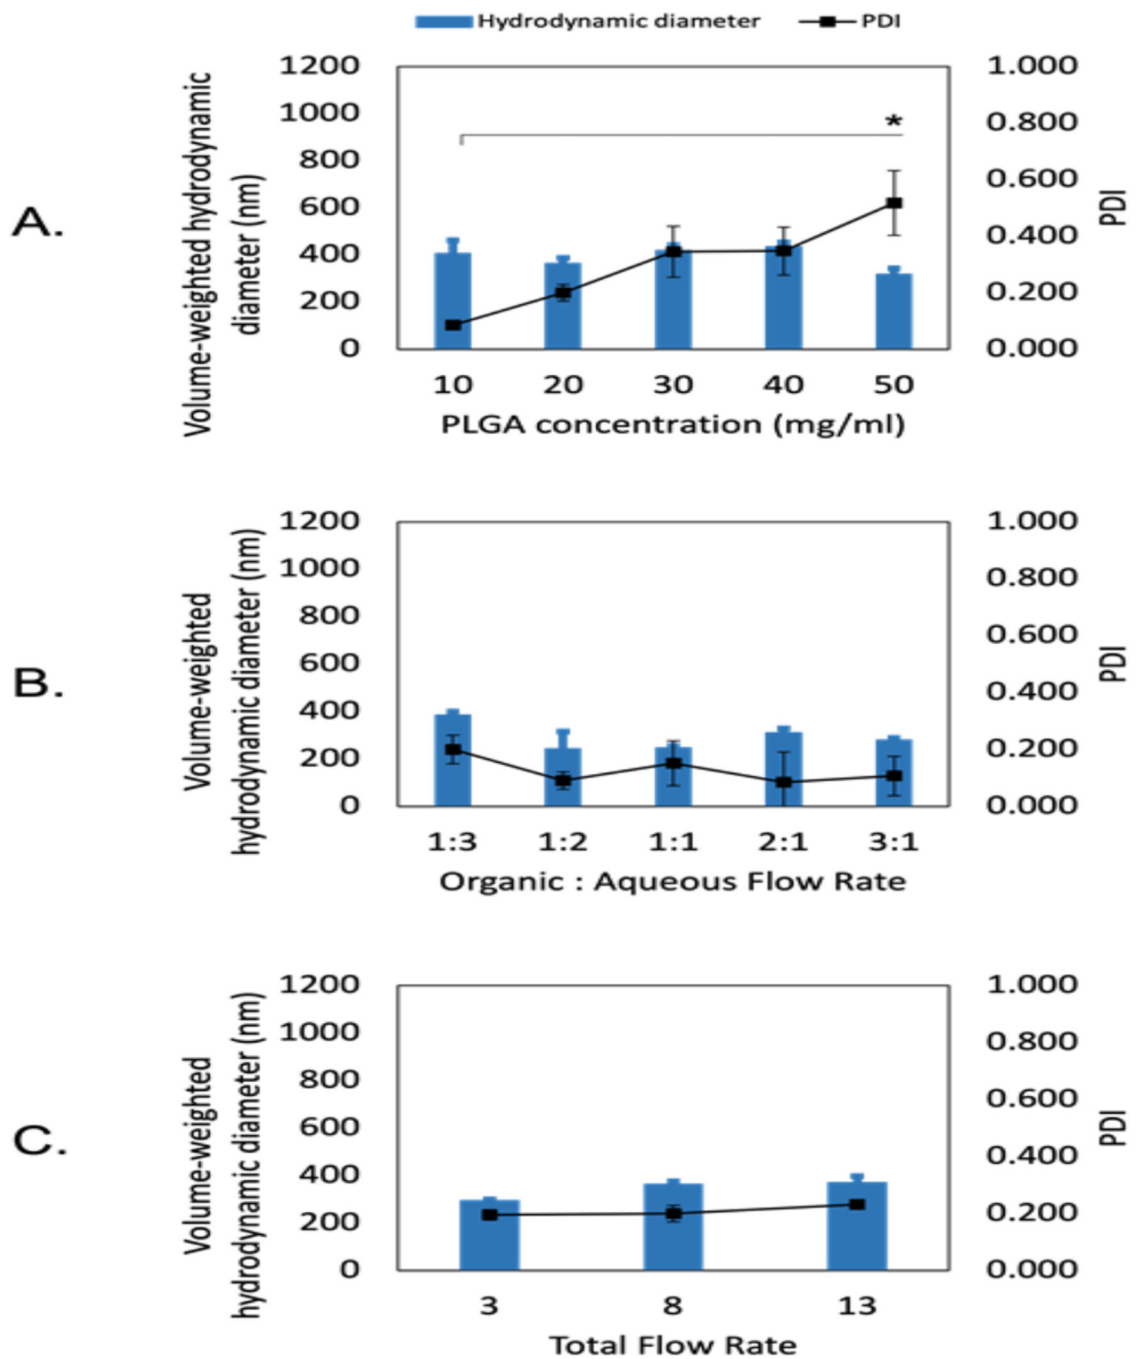 Hydrodynamic diameter PDI
A.
Volume-weighted hydrodynamic
diameter (nm)
1200
1000
800
600
400
200
0
*
1.000
0.800
0.600
0.400
0.200
0.000
PDI
10 20 30 40 50
PLGA concentration (mg/ml)
B.
Volume-weighted
hydrodynamic diameter (nm)
1200
1000
800
600
400
200
0
1.000
0.800
0.600
0.400
0.200
0.000
PDI
1:3 1:2 1:1 2:1 3:1
Organic : Aqueous Flow Rate
C.
Volume-weighted
hydrodynamic diameter (nm)
1200
1000
800
600
400
200
0
1.000
0.800
0.600
0.400
0.200
0.000
PDI
3 8 13
Total Flow Rate